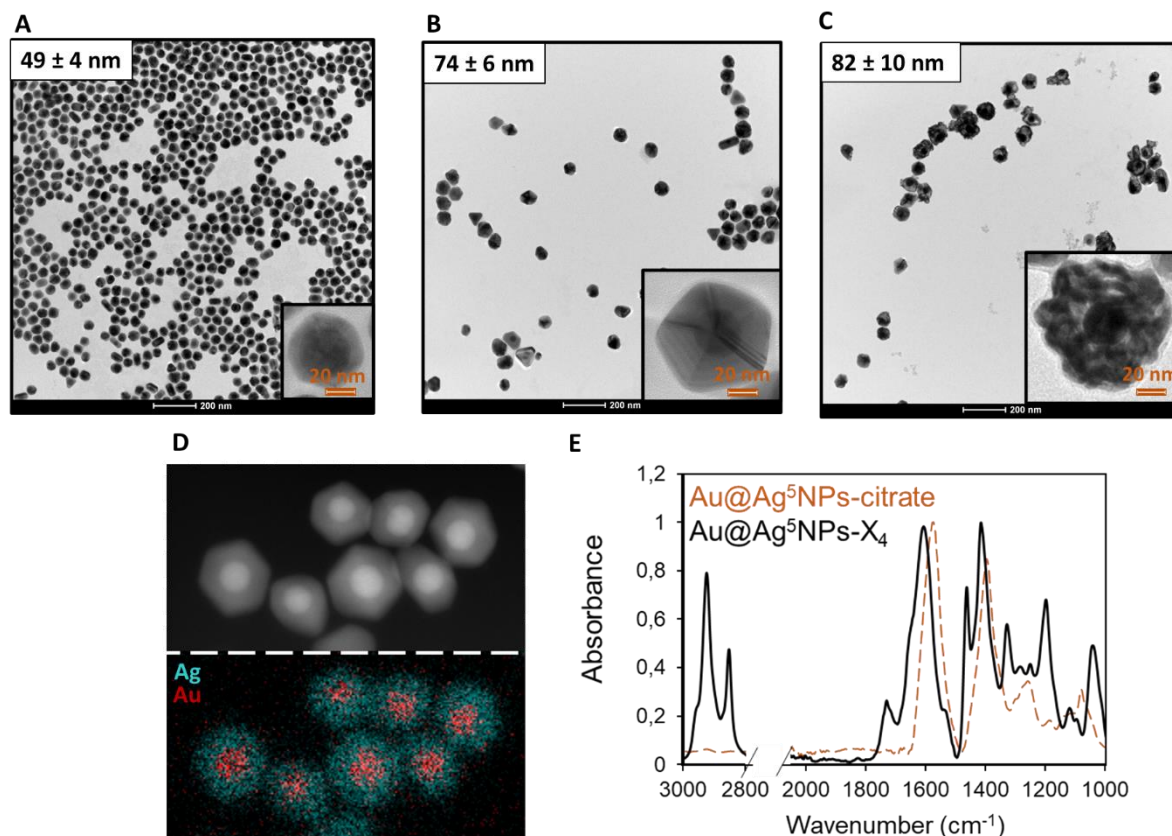 A
49 ± 4 nm
20 nm
200 nm
B
74 ± 6 nm
20 nm
200 nm
C
82 ± 10 nm
20 nm
200 nm
D
Ag
Au
E
Au@Ag⁵NPs-citrate
Au@Ag⁵NPs-X₄
Absorbance
1,2
1
0,8
0,6
0,4
0,2
0
3000 2800 2000 1800 1600 1400 1200 1000
Wavenumber (cm⁻¹)